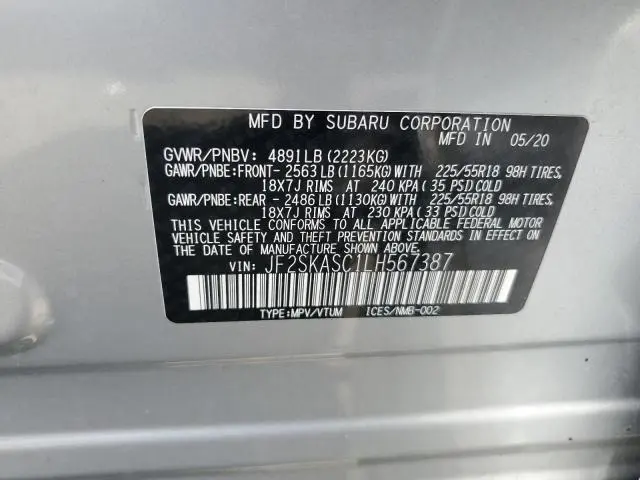 MFD BY SUBARU CORPORATION
MFD IN 05/20
GVWR/PNBV: 4891LB (2223KG)
GAWR/PNBE:FRONT- 2563LB (1165KG)WITH 225/55R18 98H TIRES,
18X7J RIMS AT 240 KPA (35 PSI)COLD
GAWR/PNBE:REAR - 2486LB (1130KG)WITH 225/55R18 98H TIRES,
18X7J RIMS AT 230 KPA (33 PSI)COLD
THIS VEHICLE CONFORMS TO ALL APPLICABLE FEDERAL MOTOR
VEHICLE SAFETY AND THEFT PREVENTION STANDARDS IN EFFECT ON
THE DATE OF MANUFACTURE SHOWN ABOVE.
VIN: JF2SKASC1LH567387
TYPE:MPV/VTUM ICES/NMB-002